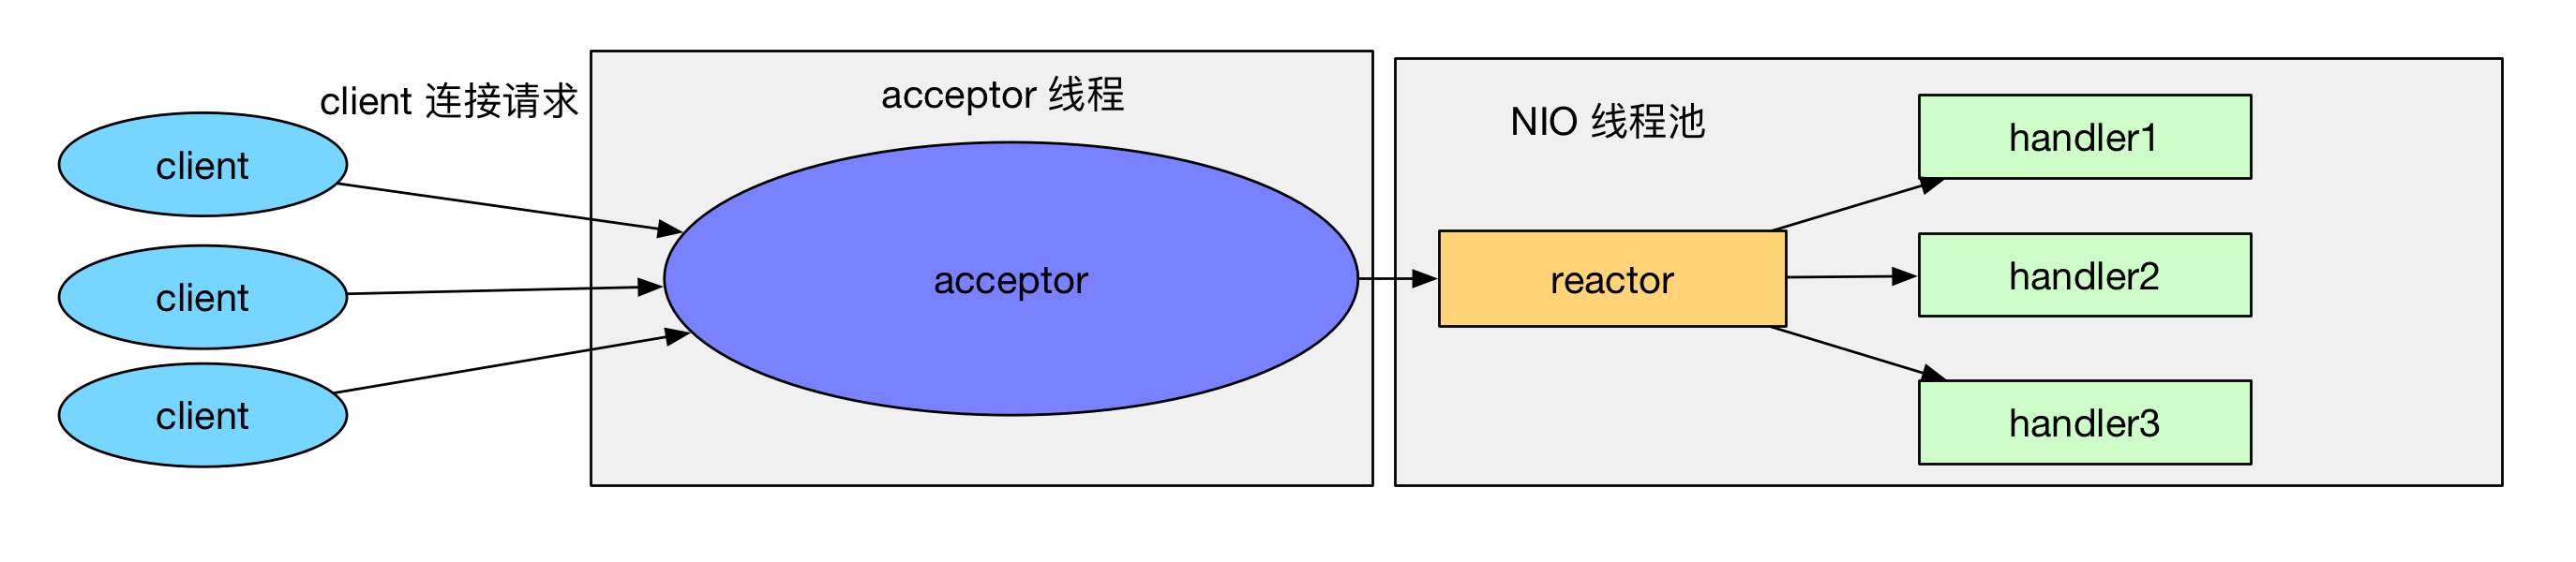 client 连接请求
client
client
client
acceptor 线程
acceptor
NIO 线程池
reactor
handler1
handler2
handler3